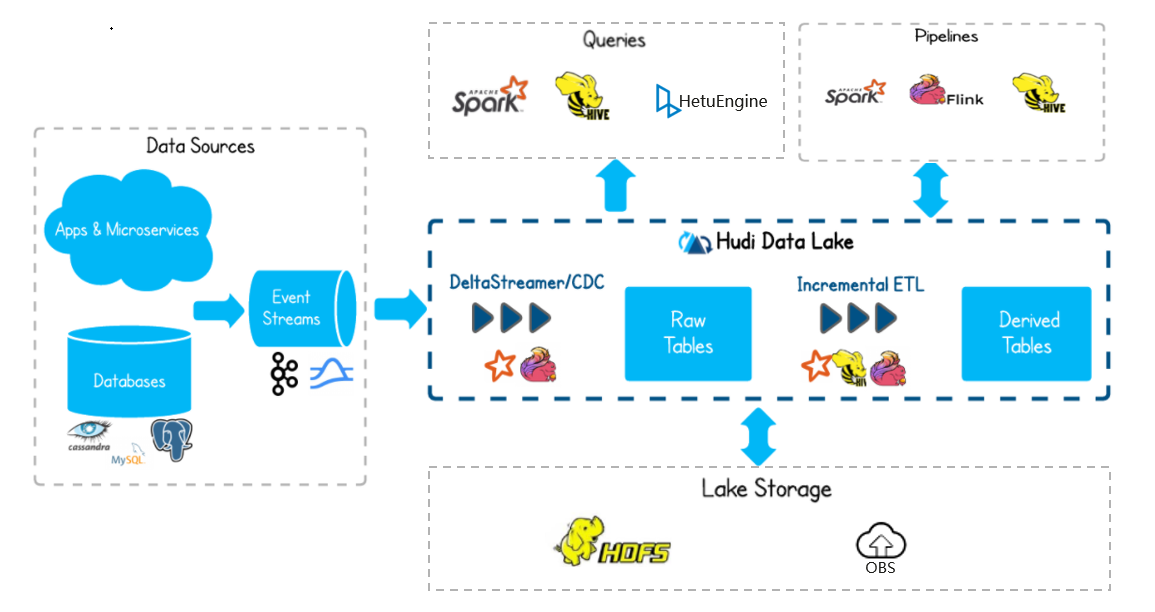 Queries
APACHE
Spark
HIVE
HetuEngine
Pipelines
APACHE
Spark
Flink
HIVE
Data Sources
Apps & Microservices
Event
Streams
Databases
cassandra
MySQL
Hudi Data Lake
DeltaStreamer/CDC
Raw
Tables
Incremental ETL
HIVE
Derived
Tables
Lake Storage
HDFS
OBS